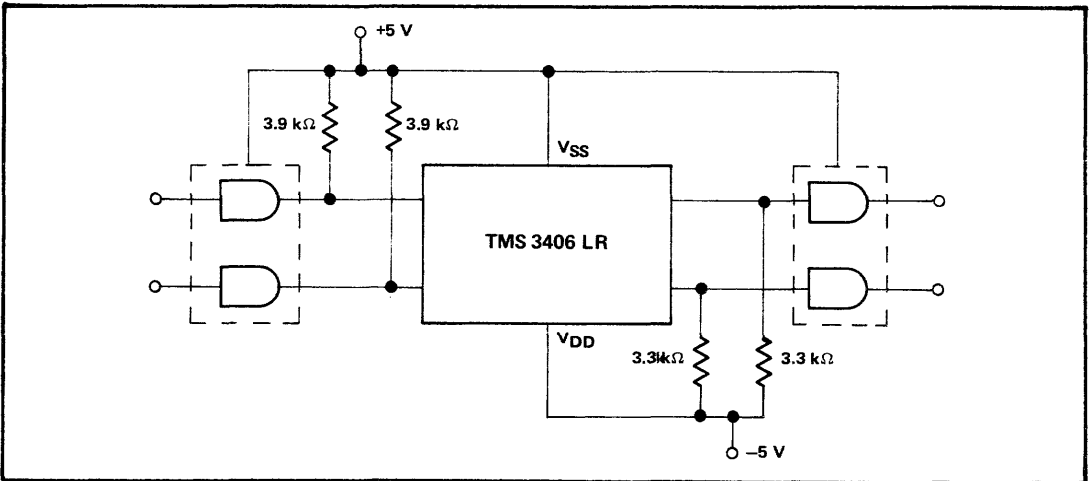 +5 V
3.9 kΩ
3.9 kΩ
VSS
TMS 3406 LR
VDD
3.3kΩ
3.3 kΩ
–5 V